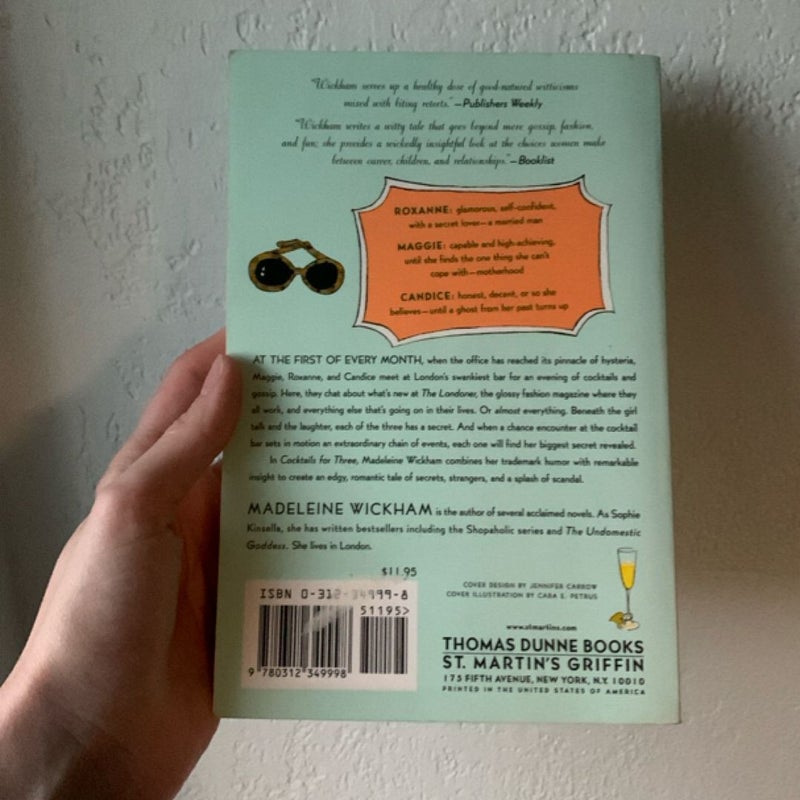 "Wickham serves up a healthy dose of good-natured witticisms
mixed with biting retorts." —Publishers Weekly
"Wickham writes a witty tale that goes beyond mere gossip, fashion,
and fun; she provides a wickedly insightful look at the choices women make
between career, children, and relationships." —Booklist
ROXANNE: glamorous, self-confident,
with a secret lover—a married man
MAGGIE: capable and high-achieving,
until she finds the one thing she can't
cope with—motherhood
CANDICE: honest, decent, or so she
believes—until a ghost from her past turns up
AT THE FIRST OF EVERY MONTH, when the office has reached its pinnacle of hysteria,
Maggie, Roxanne, and Candice meet at London's swankiest bar for an evening of cocktails and
gossip. Here, they chat about what's new at The Londoner, the glossy fashion magazine where they
all work, and everything else that's going on in their lives. Or almost everything. Beneath the girl
talk and the laughter, each of the three has a secret. And when a chance encounter at the cocktail
bar sets in motion an extraordinary chain of events, each one will find her biggest secret revealed.
In Cocktails for Three, Madeleine Wickham combines her trademark humor with remarkable
insight to create an edgy, romantic tale of secrets, strangers, and a splash of scandal.
MADELEINE WICKHAM is the author of several acclaimed novels. As Sophie
Kinsella, she has written bestsellers including the Shopaholic series and The Undomestic
Goddess. She lives in London.
$11.95
ISBN 0-312-34999-8
51195>
9 780312 349998
COVER DESIGN BY JENNIFER CARROW
COVER ILLUSTRATION BY CARA E. PETRUS
www.stmartins.com
THOMAS DUNNE BOOKS
ST. MARTIN'S GRIFFIN
175 FIFTH AVENUE, NEW YORK, N.Y. 10010
PRINTED IN THE UNITED STATES OF AMERICA